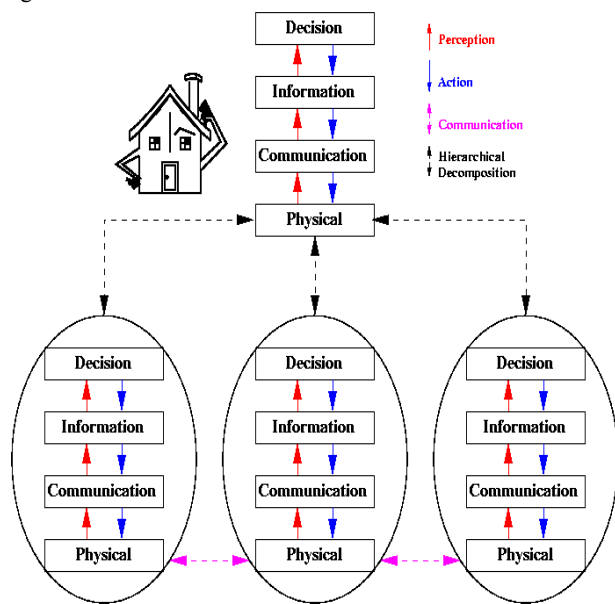 Decision
Perception
Information
Action
Communication
Communication
Hierarchical
Decomposition
Physical
Decision
Decision
Decision
Information
Information
Information
Communication
Communication
Communication
Physical
Physical
Physical